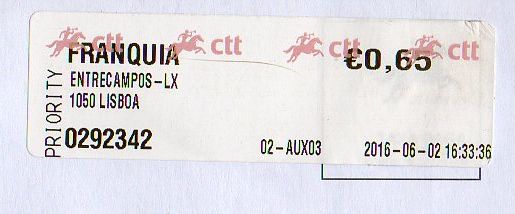 ctt ctt ctt ctt
FRANQUIA €0,65
ENTRECAMPOS-LX
1050 LISBOA
PRIORITY
0292342
02-AUX03 2016-06-02 16:33:36